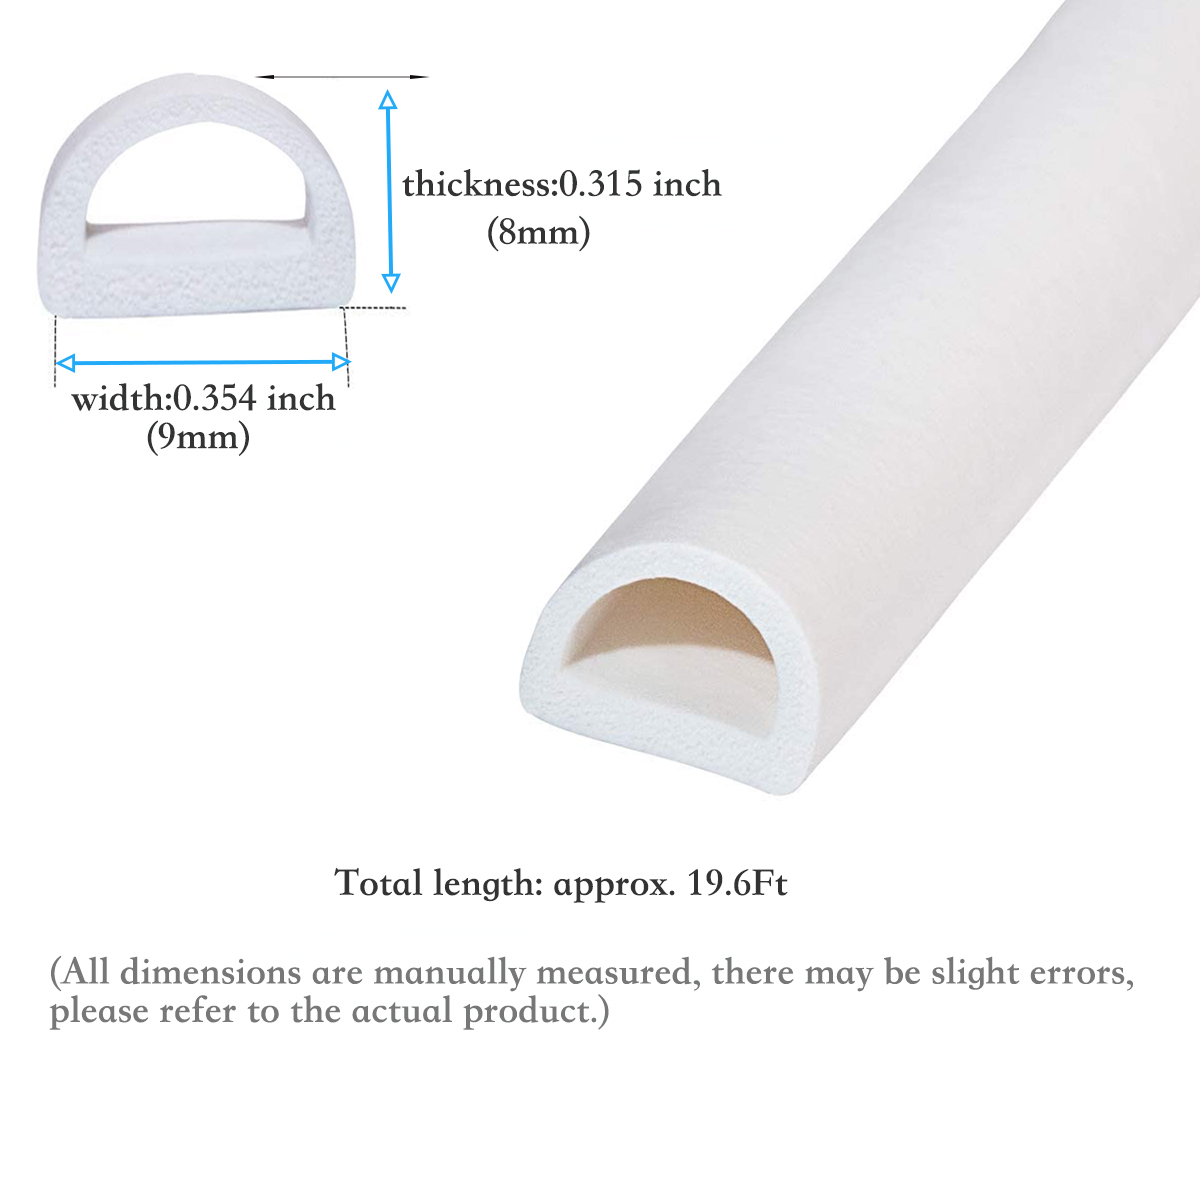 thickness:0.315 inch
(8mm)
width:0.354 inch
(9mm)
Total length: approx. 19.6Ft
(All dimensions are manually measured, there may be slight errors,
please refer to the actual product.)